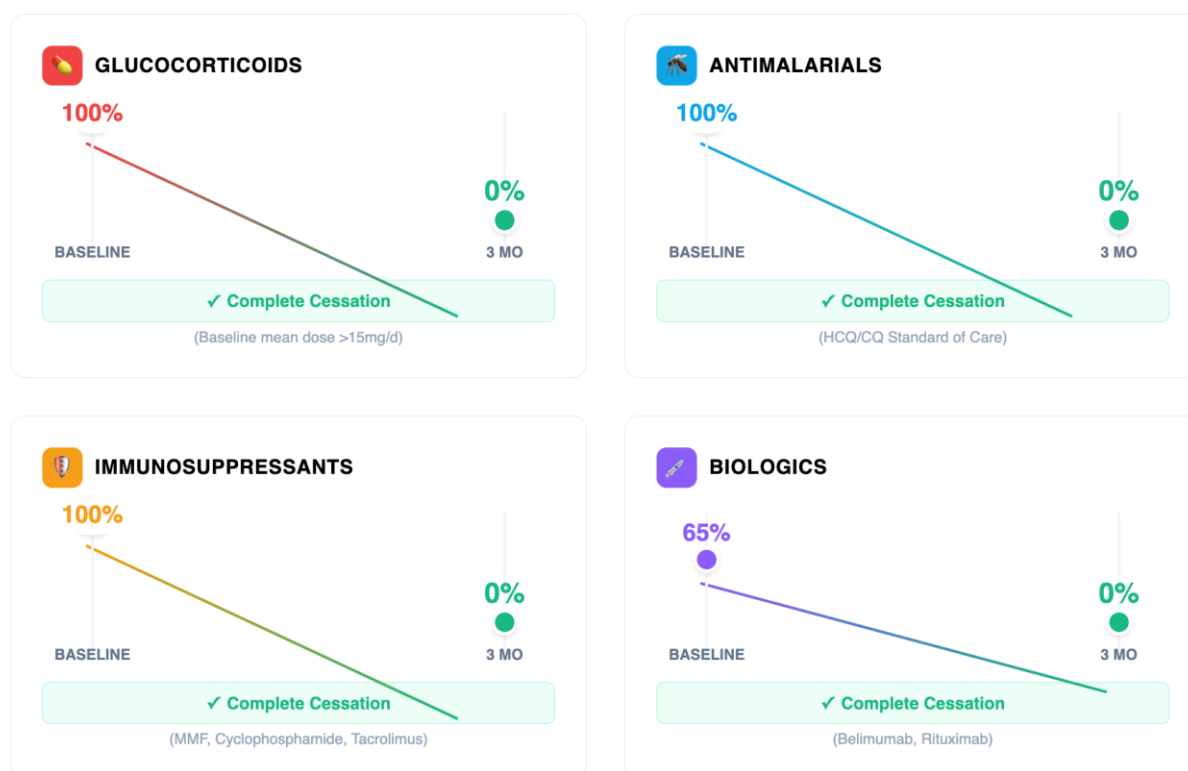 GLUCOCORTICOIDS
100%
0%
BASELINE
3 MO
✓ Complete Cessation
(Baseline mean dose >15mg/d)
ANTIMALARIALS
100%
0%
BASELINE
3 MO
✓ Complete Cessation
(HCQ/CQ Standard of Care)
IMMUNOSUPPRESSANTS
100%
0%
BASELINE
3 MO
✓ Complete Cessation
(MMF, Cyclophosphamide, Tacrolimus)
BIOLOGICS
65%
0%
BASELINE
3 MO
✓ Complete Cessation
(Belimumab, Rituximab)